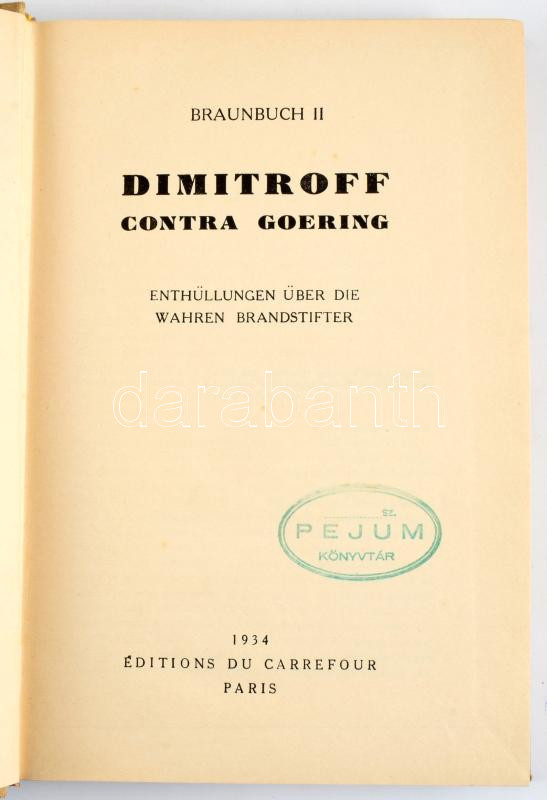 BRAUNBUCH II
DIMITROFF
CONTRA GOERING
ENTHÜLLUNGEN ÜBER DIE
WAHREN BRANDSTIFTER
darabanth
sz.
PEJUM
KÖNYVTÁR
1934
ÉDITIONS DU CARREFOUR
PARIS